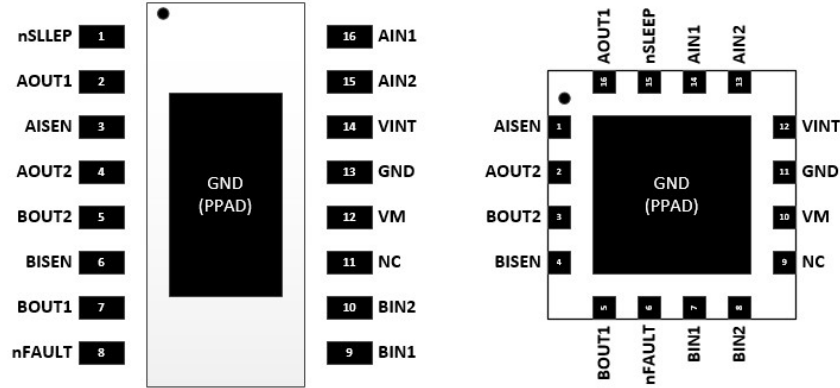 nSLLEP 1
AOUT1 2
AISEN 3
AOUT2 4
BOUT2 5
BISEN 6
BOUT1 7
nFAULT 8
GND
(PPAD)
16 AIN1
15 AIN2
14 VINT
13 GND
12 VM
11 NC
10 BIN2
9 BIN1
AOUT1 16
nSLEEP 15
AIN1 14
AIN2 13
AISEN 1
AOUT2 2
BOUT2 3
BISEN 4
GND
(PPAD)
12 VINT
11 GND
10 VM
9 NC
5 BOUT1
6 nFAULT
7 BIN1
8 BIN2